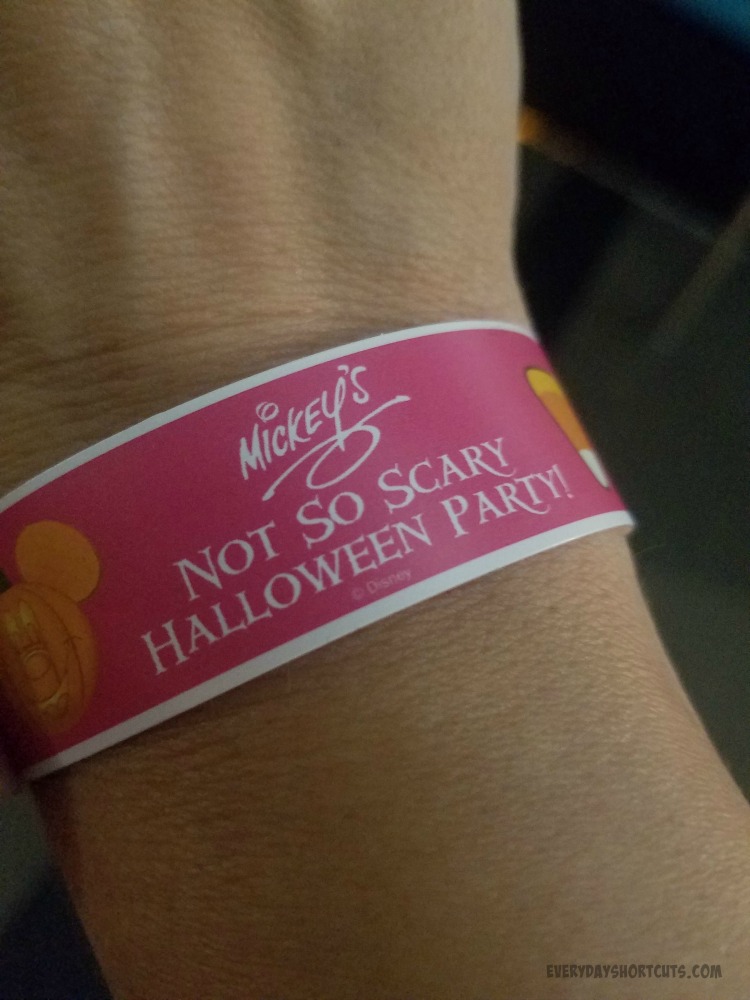 Mickey's
Not So Scary
Halloween Party!
© Disney
EVERYDAYSHORTCUTS.COM